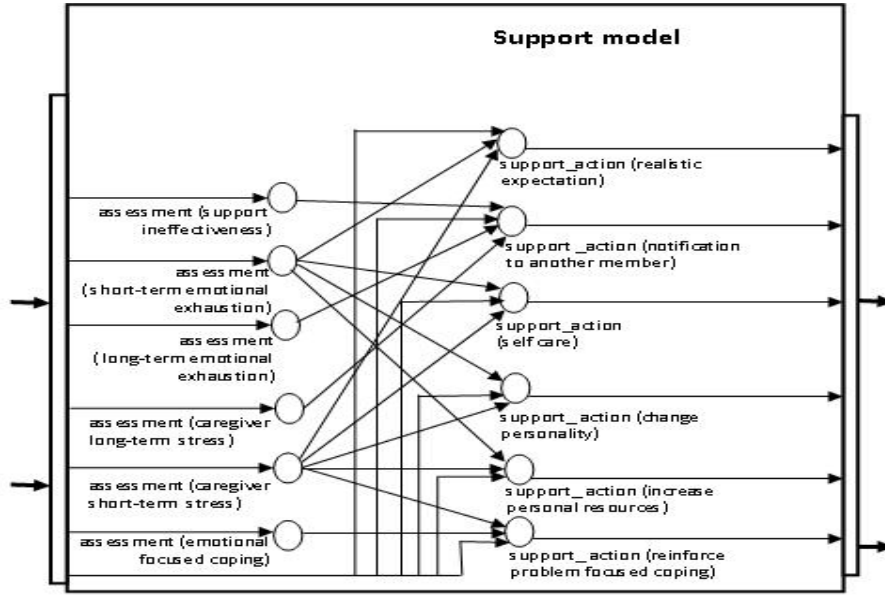 Support model
support_action (realistic
expectation)
assessment (support
ineffectiveness)
support_action (notification
to another member)
assessment
(short-term emotional
exhaustion)
support_action
(self care)
assessment
(long-term emotional
exhaustion)
assessment (caregiver
long-term stress)
support_action (change
personality)
assessment (caregiver
short-term stress)
support_action (increase
personal resources)
assessment (emotional
focused coping)
support_action (reinforce
problem focused coping)